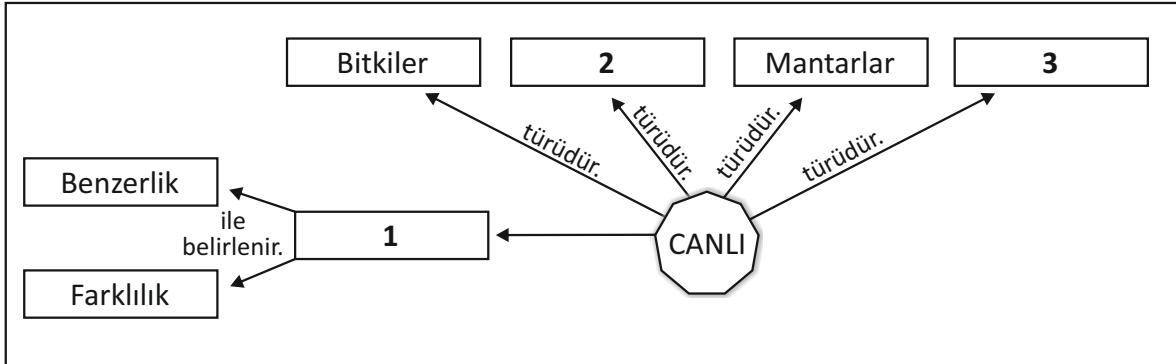 Bitkiler
2
Mantarlar
3
türüdür.
türüdür.
türüdür.
türüdür.
Benzerlik
ile
belirlenir.
1
CANLI
Farklılık